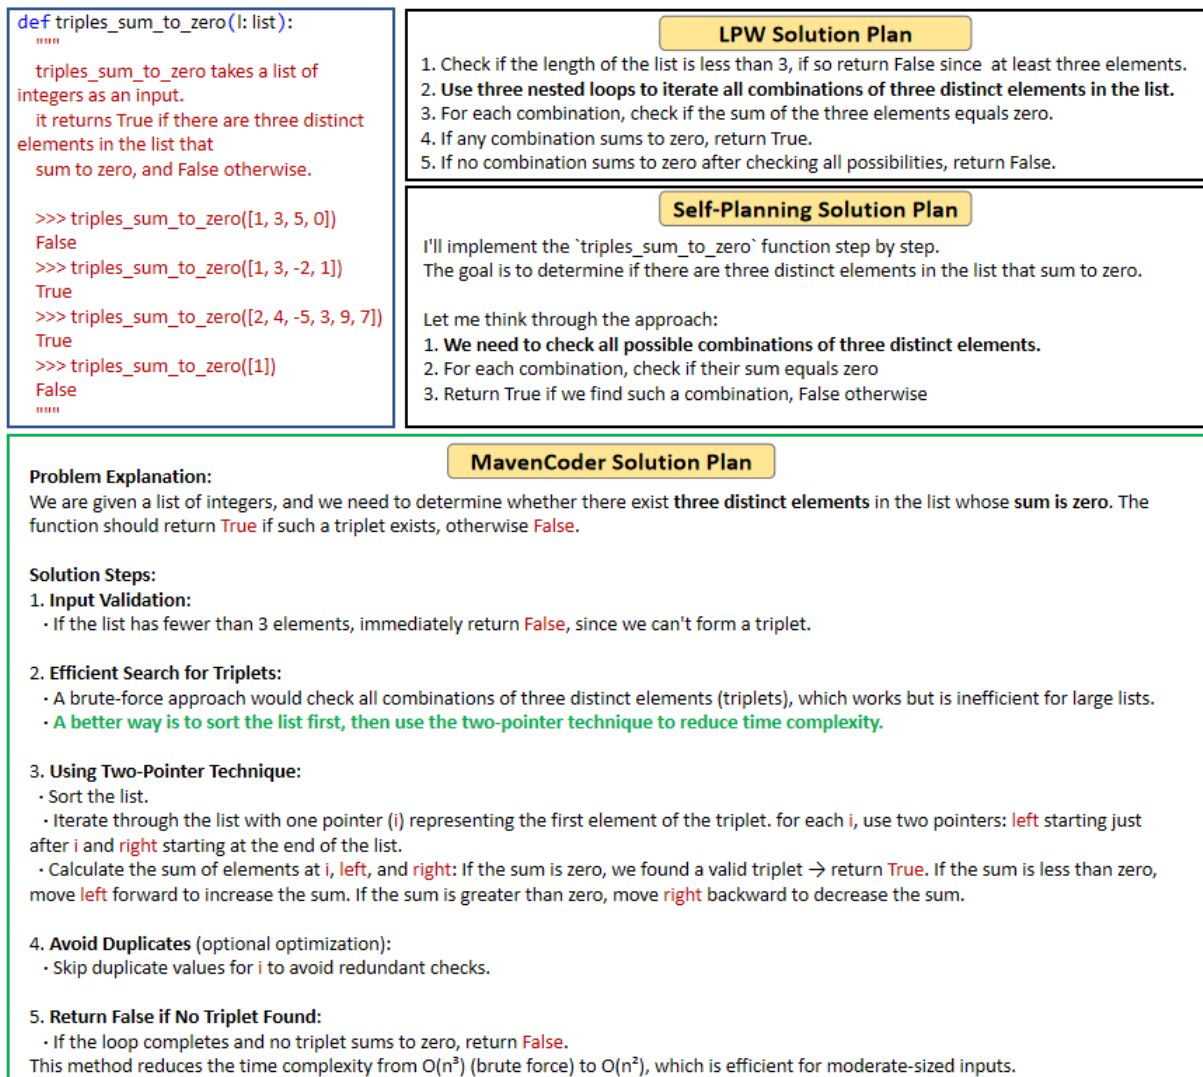 def triples_sum_to_zero(l: list):
"""
triples_sum_to_zero takes a list of
integers as an input.
it returns True if there are three distinct
elements in the list that
sum to zero, and False otherwise.
>>> triples_sum_to_zero([1, 3, 5, 0])
False
>>> triples_sum_to_zero([1, 3, -2, 1])
True
>>> triples_sum_to_zero([2, 4, -5, 3, 9, 7])
True
>>> triples_sum_to_zero([1])
False
"""
LPW Solution Plan
1. Check if the length of the list is less than 3, if so return False since at least three elements.
2. Use three nested loops to iterate all combinations of three distinct elements in the list.
3. For each combination, check if the sum of the three elements equals zero.
4. If any combination sums to zero, return True.
5. If no combination sums to zero after checking all possibilities, return False.
Self-Planning Solution Plan
I'll implement the `triples_sum_to_zero` function step by step.
The goal is to determine if there are three distinct elements in the list that sum to zero.
Let me think through the approach:
1. We need to check all possible combinations of three distinct elements.
2. For each combination, check if their sum equals zero
3. Return True if we find such a combination, False otherwise
MavenCoder Solution Plan
Problem Explanation:
We are given a list of integers, and we need to determine whether there exist three distinct elements in the list whose sum is zero. The
function should return True if such a triplet exists, otherwise False.
Solution Steps:
1. Input Validation:
· If the list has fewer than 3 elements, immediately return False, since we can't form a triplet.
2. Efficient Search for Triplets:
· A brute-force approach would check all combinations of three distinct elements (triplets), which works but is inefficient for large lists.
· A better way is to sort the list first, then use the two-pointer technique to reduce time complexity.
3. Using Two-Pointer Technique:
· Sort the list.
· Iterate through the list with one pointer (i) representing the first element of the triplet. for each i, use two pointers: left starting just
after i and right starting at the end of the list.
· Calculate the sum of elements at i, left, and right: If the sum is zero, we found a valid triplet → return True. If the sum is less than zero,
move left forward to increase the sum. If the sum is greater than zero, move right backward to decrease the sum.
4. Avoid Duplicates (optional optimization):
· Skip duplicate values for i to avoid redundant checks.
5. Return False if No Triplet Found:
· If the loop completes and no triplet sums to zero, return False.
This method reduces the time complexity from O(n³) (brute force) to O(n²), which is efficient for moderate-sized inputs.